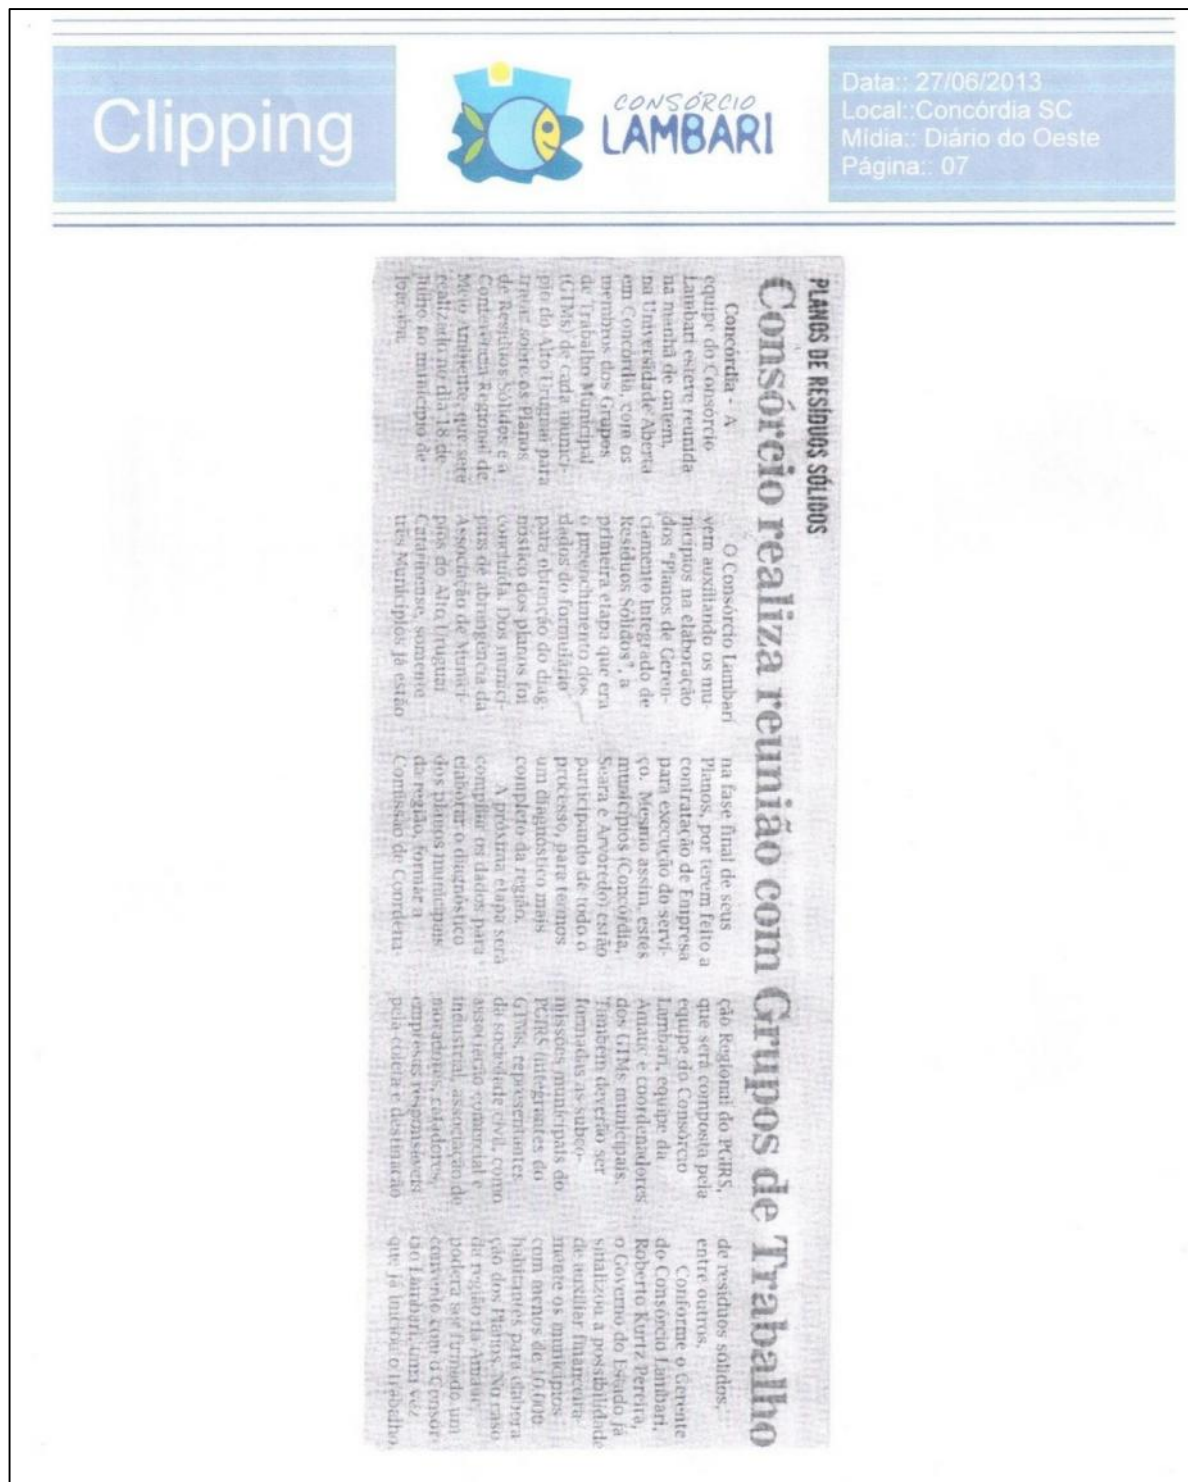 Clipping
CONSÓRCIO
LAMBARI
Data:: 27/06/2013
Local::Concórdia SC
Mídia:: Diário do Oeste
Página:: 07
PLANOS DE RESÍDUOS SÓLIDOS
Consórcio realiza reunião com Grupos de Trabalho
Concórdia - A
equipe do Consórcio
Lambari esteve reunida
na manhã de ontem,
na Universidade Aberta
em Concórdia, com os
membros dos Grupos
de Trabalho Municipal
(GTMs) de cada municí-
pio do Alto Uruguai para
tratar sobre os Planos
de Resíduos Sólidos e a
Conferência Regional de
Meio Ambiente, que será
realizado no dia 18 de
julho no município de
O Consórcio Lambari
vem auxiliando os mu-
nicípios na elaboração
dos "Planos de Geren-
ciamento Integrado de
Resíduos Sólidos", a
primeira etapa que era
o preenchimento dos
dados do formulário
para obtenção do diag-
nóstico dos planos foi
concluída. Dos municí-
pios de abrangência da
Associação de Municí-
pios do Alto Uruguai
Catarinense, somente
três Municípios já estão
na fase final de seus
Planos, por terem feito a
contratação de Empresa
para execução do servi-
ço. Mesmo assim, estes
municípios (Concórdia,
Seara e Arvoredo) estão
participando de todo o
processo, para termos
um diagnóstico mais
completo da região.
A próxima etapa será
compilar os dados para
elaborar o diagnóstico
dos planos municipais
da região, formar a
Comissão de Cordena-
ção Regional do PGIRS,
que será composta pela
equipe do Consórcio
Lambari, equipe da
Amauc e coordenadores
dos GTMs municipais.
Também deverão ser
formadas as subco-
missões municipais do
PGIRS (integrantes do
GTMs, representantes
da sociedade civil, como
associação comercial e
industrial, associação de
moradores, catadores,
empresas responsáveis
pela coleta e destinação
de resíduos sólidos,
entre outros.
Conforme o Gerente
do Consórcio Lambari,
Roberto Kurtz Pereira,
o Governo do Estado já
sinalizou a possibilidade
de auxiliar financeira-
mente os municípios
com menos de 10.000
habitantes para elabora
ção dos Planos. No caso
da região da Amauc,
poderá ser firmado um
convênio com o Consór-
cio Lambari, uma vez
que já iniciou o trabalho.